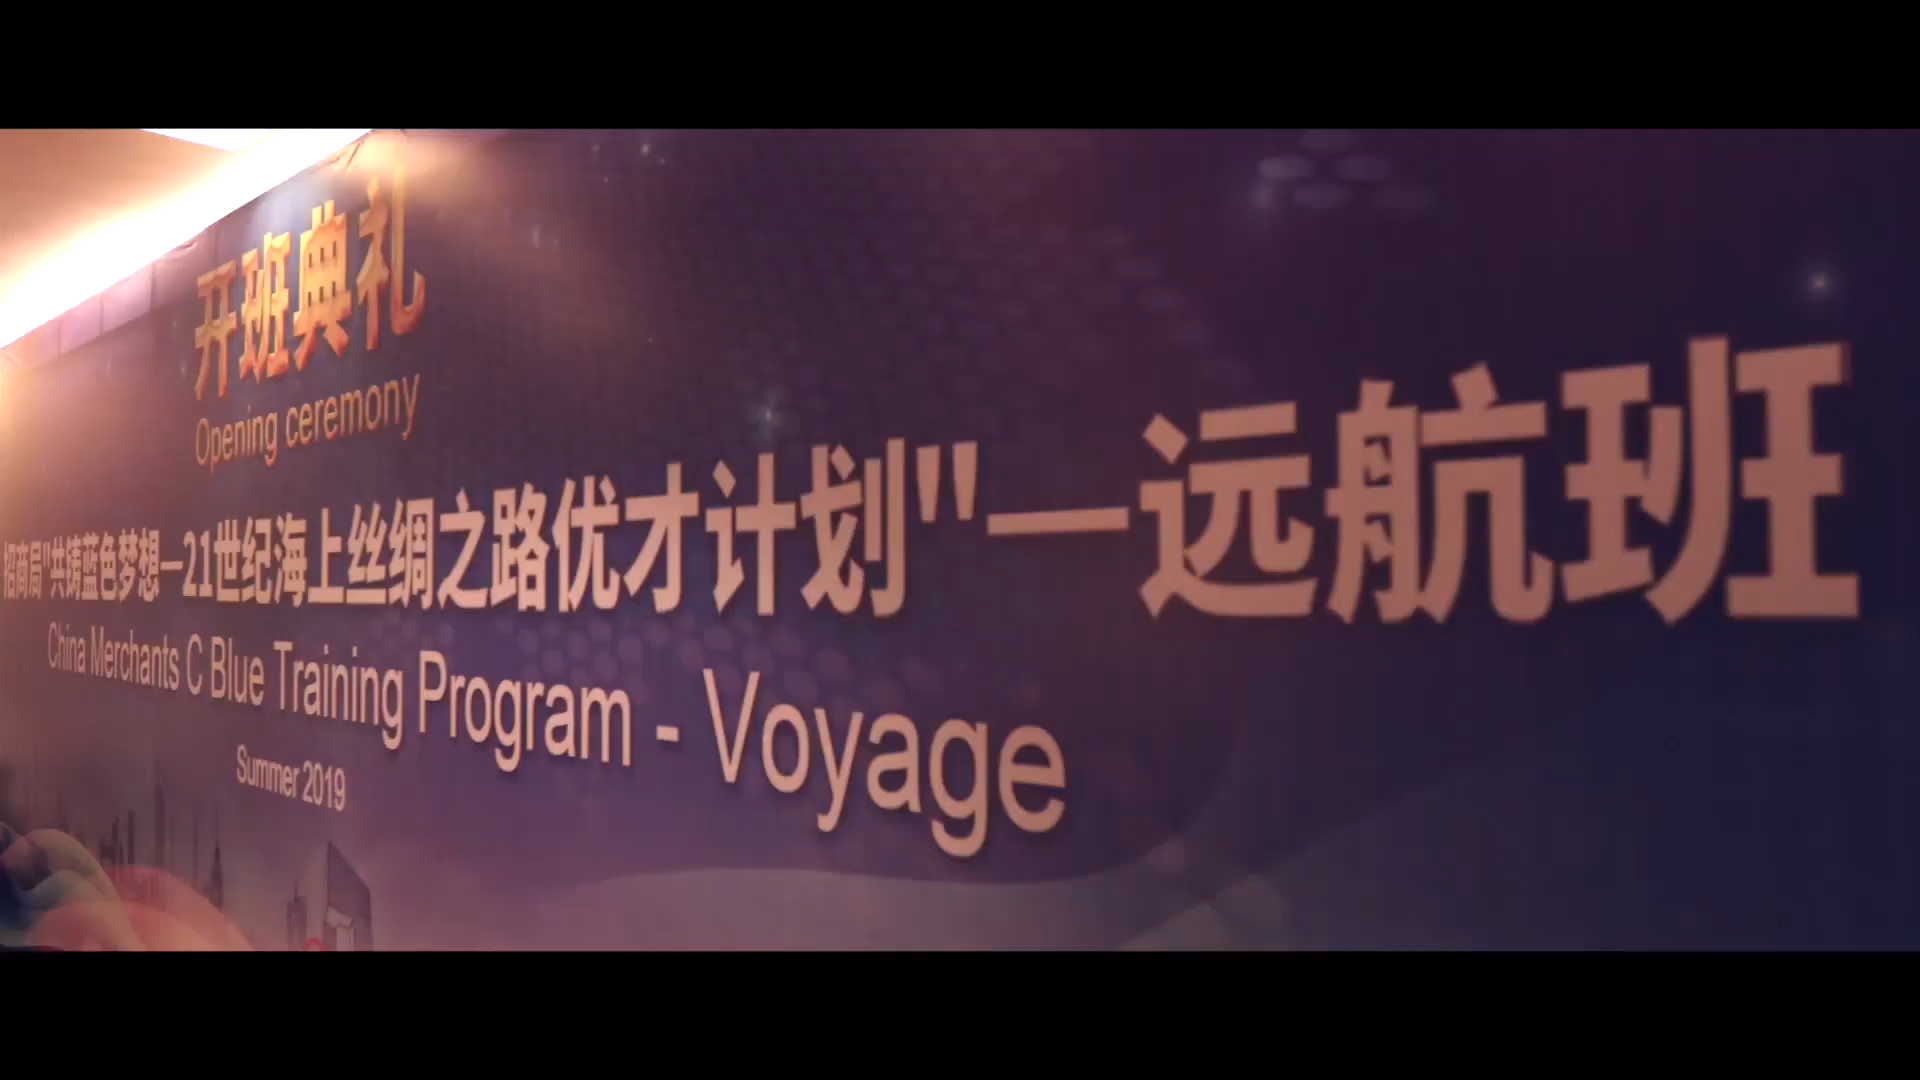 开班典礼
Opening ceremony
招商局"共铸蓝色梦想—21世纪海上丝绸之路优才计划"—远航班
China Merchants C Blue Training Program - Voyage
Summer 2019